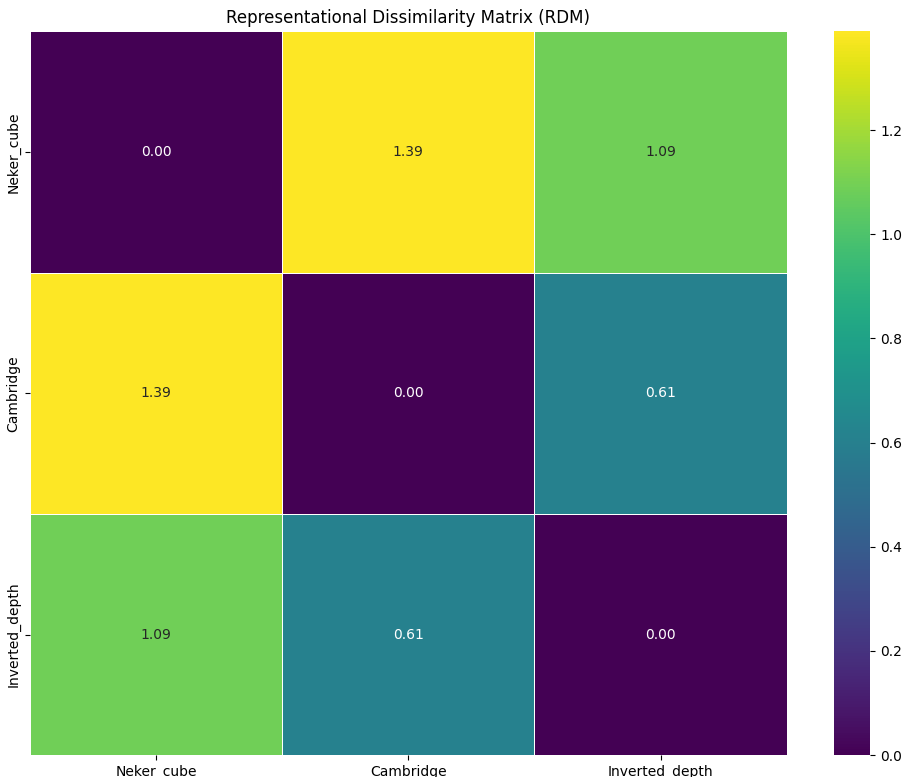 Representational Dissimilarity Matrix (RDM)
Neker_cube
0.00
1.39
1.09
Cambridge
1.39
0.00
0.61
Inverted_depth
1.09
0.61
0.00
Neker_cube
Cambridge
Inverted_depth
1.2
1.0
0.8
0.6
0.4
0.2
0.0